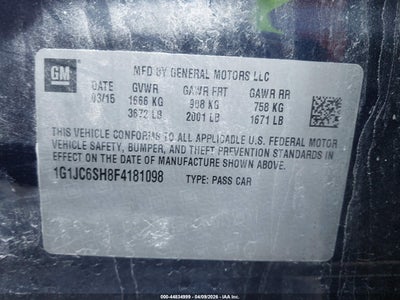 GM
MFD BY GENERAL MOTORS LLC
DATE GVWR GAWR FRT GAWR RR
03/15 1666 KG 908 KG 758 KG
3672 LB 2001 LB 1671 LB
THIS VEHICLE CONFORMS TO ALL APPLICABLE U.S. FEDERAL MOTOR
VEHICLE SAFETY, BUMPER, AND THEFT PREVENTION STANDARDS IN
EFFECT ON THE DATE OF MANUFACTURE SHOWN ABOVE.
1G1JC6SH8F4181098 TYPE: PASS CAR
000-44834999 - 04/09/2026 - IAA Inc.